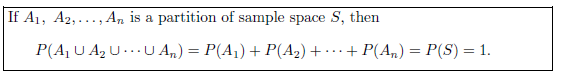 If A₁, A₂, . . . , Aₙ is a partition of sample space S, then
P(A₁ ∪ A₂ ∪ · · · ∪ Aₙ) = P(A₁) + P(A₂) + · · · + P(Aₙ) = P(S) = 1.